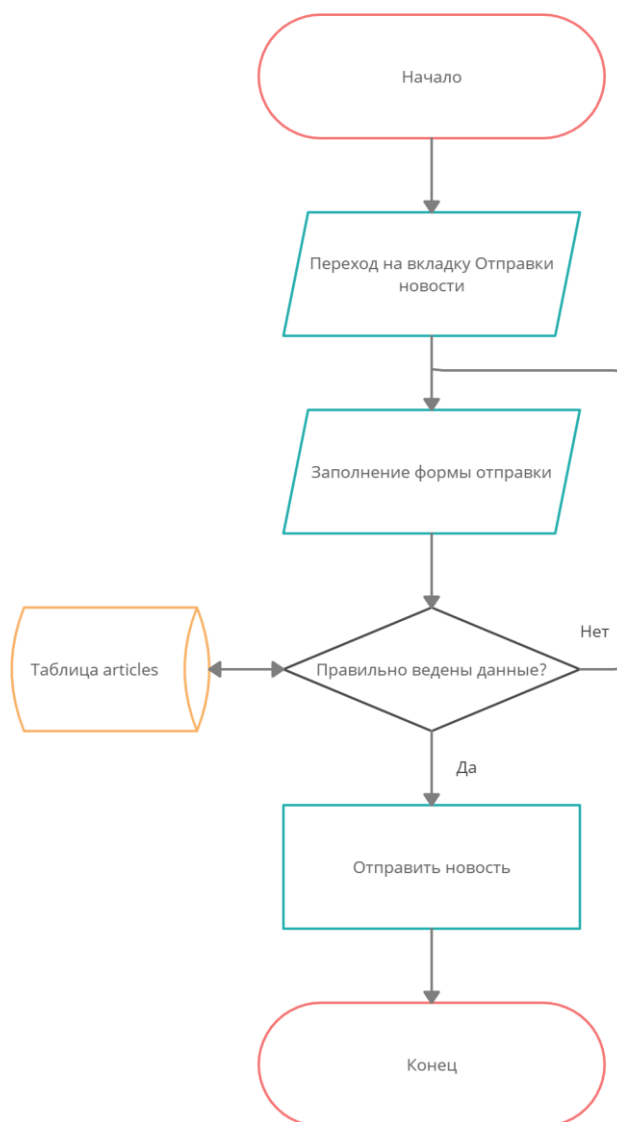 Начало
Переход на вкладку Отправки
новости
Заполнение формы отправки
Нет
Таблица articles
Правильно ведены данные?
Да
Отправить новость
Конец